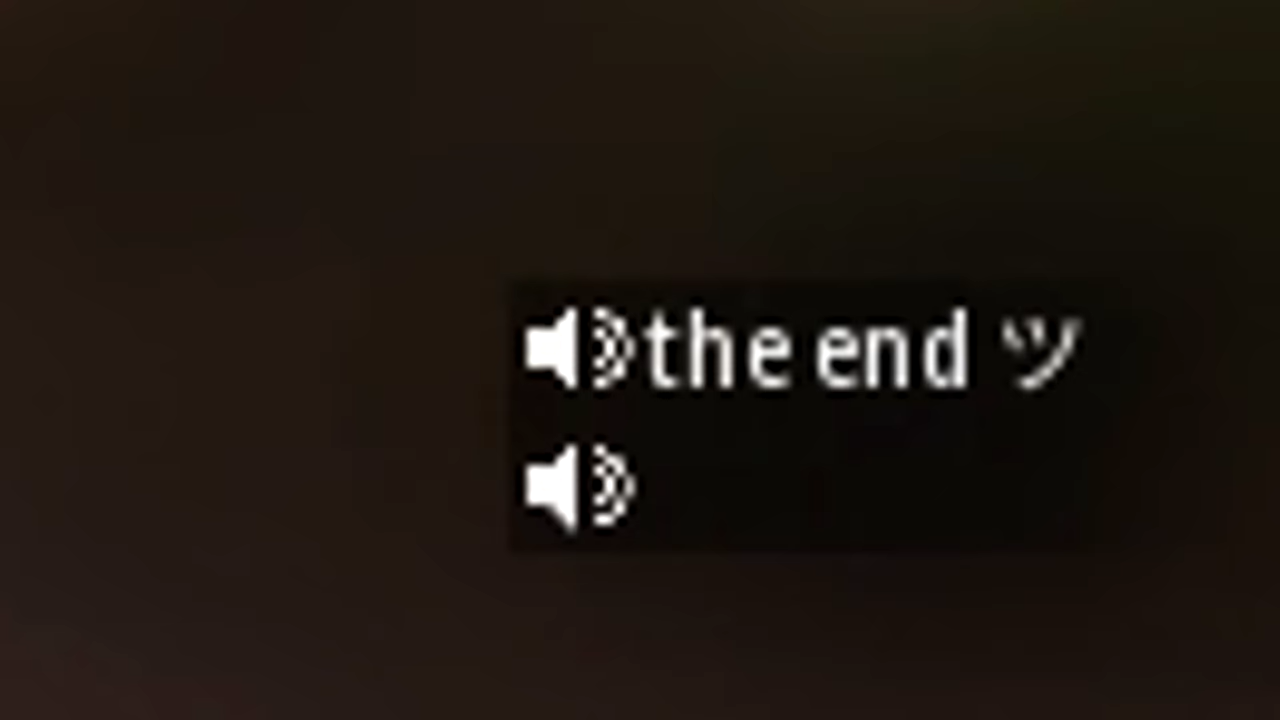 the end ツ